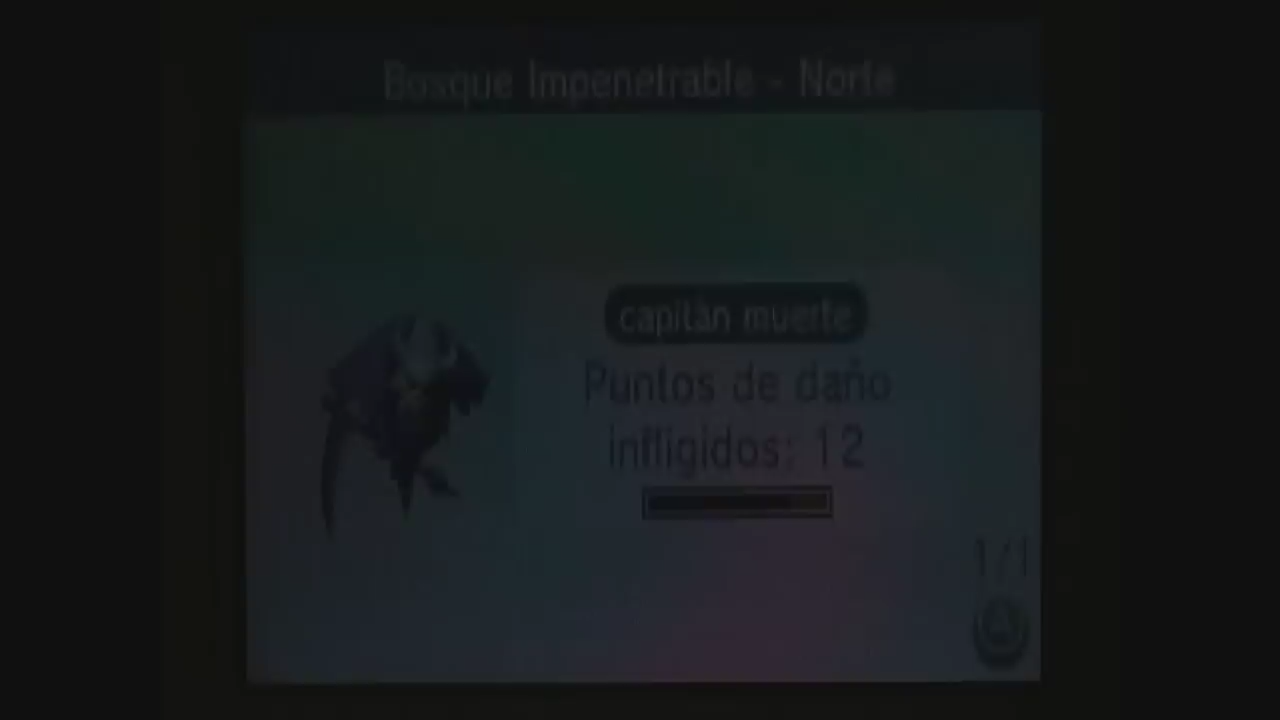 Bosque Impenetrable - Norte
capitán muerte
Puntos de daño
infligidos: 12
1/1
A